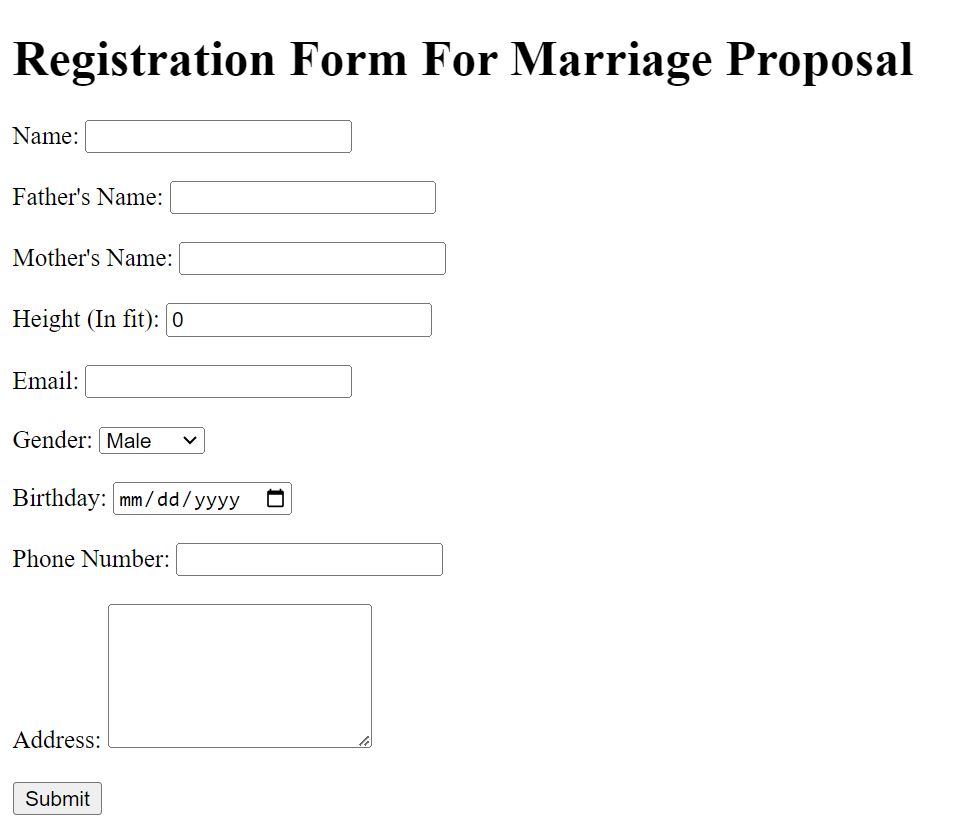 Registration Form For Marriage Proposal
Name:
Father's Name:
Mother's Name:
Height (In fit): 0
Email:
Gender: Male
Birthday: mm/dd/yyyy
Phone Number:
Address:
Submit